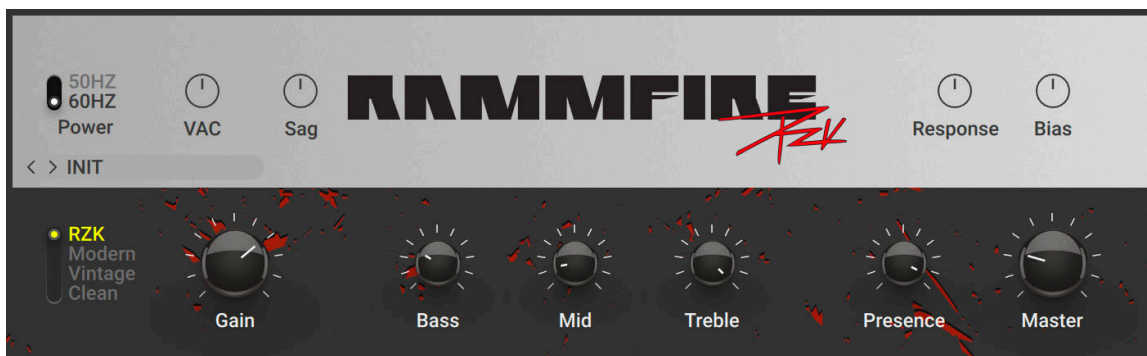 50HZ
60HZ
Power
VAC
Sag
RAMMFIRE
RZK
Response
Bias
< > INIT
RZK
Modern
Vintage
Clean
Gain
Bass
Mid
Treble
Presence
Master